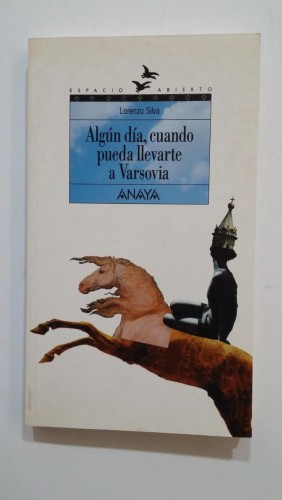 ESPACIO ABIERTO
Lorenzo Silva
Algún día, cuando
pueda llevarte
a Varsovia
ANAYA